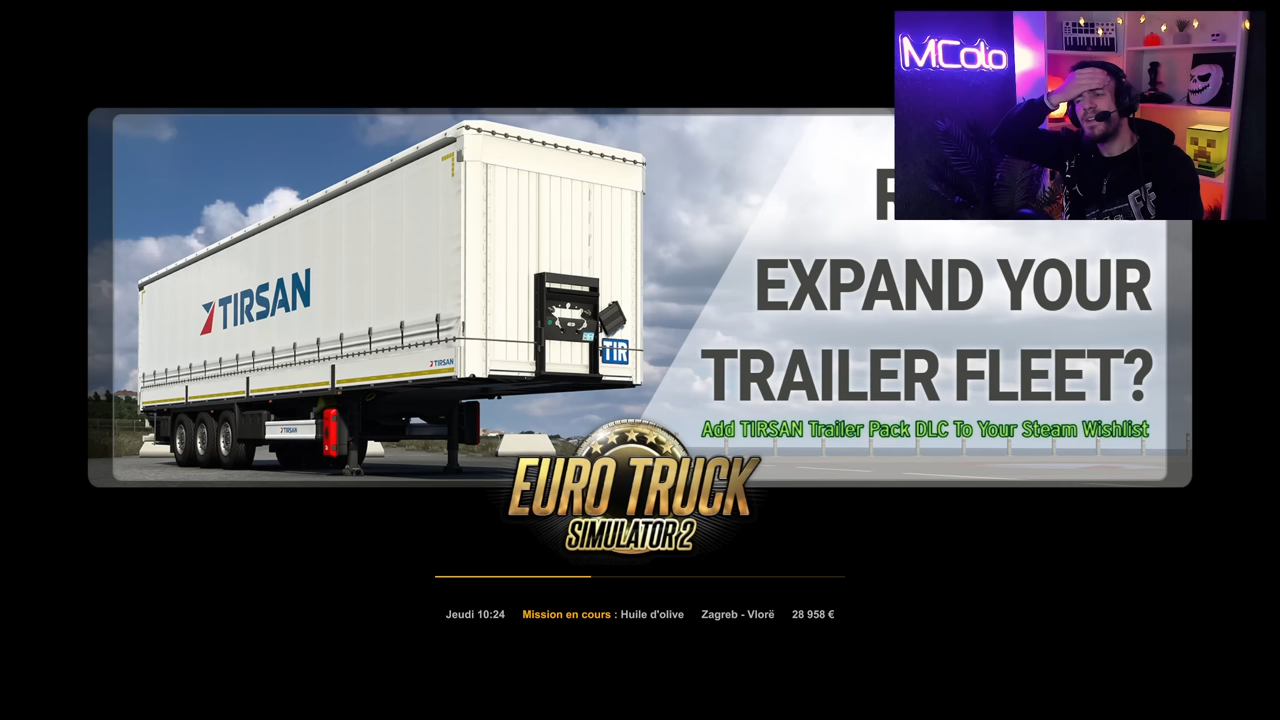 MColo
EXPAND YOUR
TRAILER FLEET?
Add TIRSAN Trailer Pack DLC To Your Steam Wishlist
TIRSAN
TIRSAN
TIRSAN
TIR
EURO TRUCK
SIMULATOR 2
Jeudi 10:24 Mission en cours : Huile d'olive Zagreb - Vlorë 28 958 €